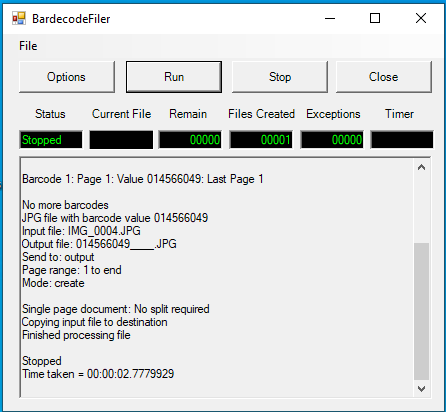 BardecodeFiler
File
Options Run Stop Close
Status Current File Remain Files Created Exceptions Timer
Stopped 00000 00001 00000
Barcode 1: Page 1: Value 014566049: Last Page 1
No more barcodes
JPG file with barcode value 014566049
Input file: IMG_0004.JPG
Output file: 014566049____.JPG
Send to: output
Page range: 1 to end
Mode: create
Single page document: No split required
Copying input file to destination
Finished processing file
Stopped
Time taken = 00:00:02.7779929